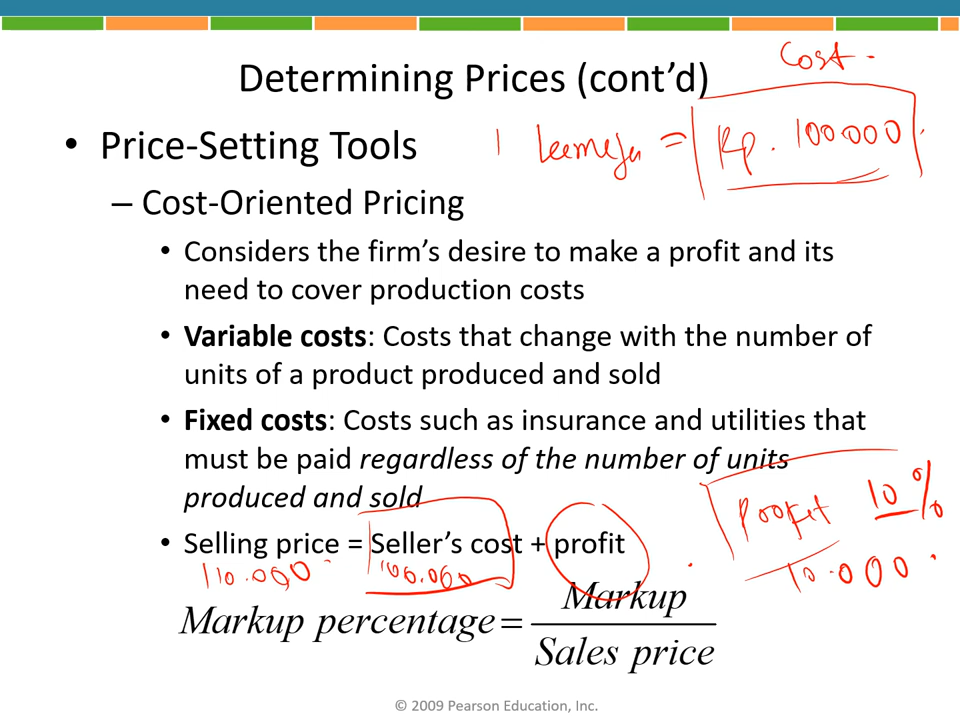 Cost
Determining Prices (cont’d)
1 kemeja = Rp. 100.000
• Price-Setting Tools
– Cost-Oriented Pricing
• Considers the firm’s desire to make a profit and its
need to cover production costs
• Variable costs: Costs that change with the number of
units of a product produced and sold
• Fixed costs: Costs such as insurance and utilities that
must be paid regardless of the number of units
produced and sold
Profit 10%
10.000
• Selling price = Seller’s cost + profit
110.000 100.000
Markup percentage = Markup / Sales price
© 2009 Pearson Education, Inc.